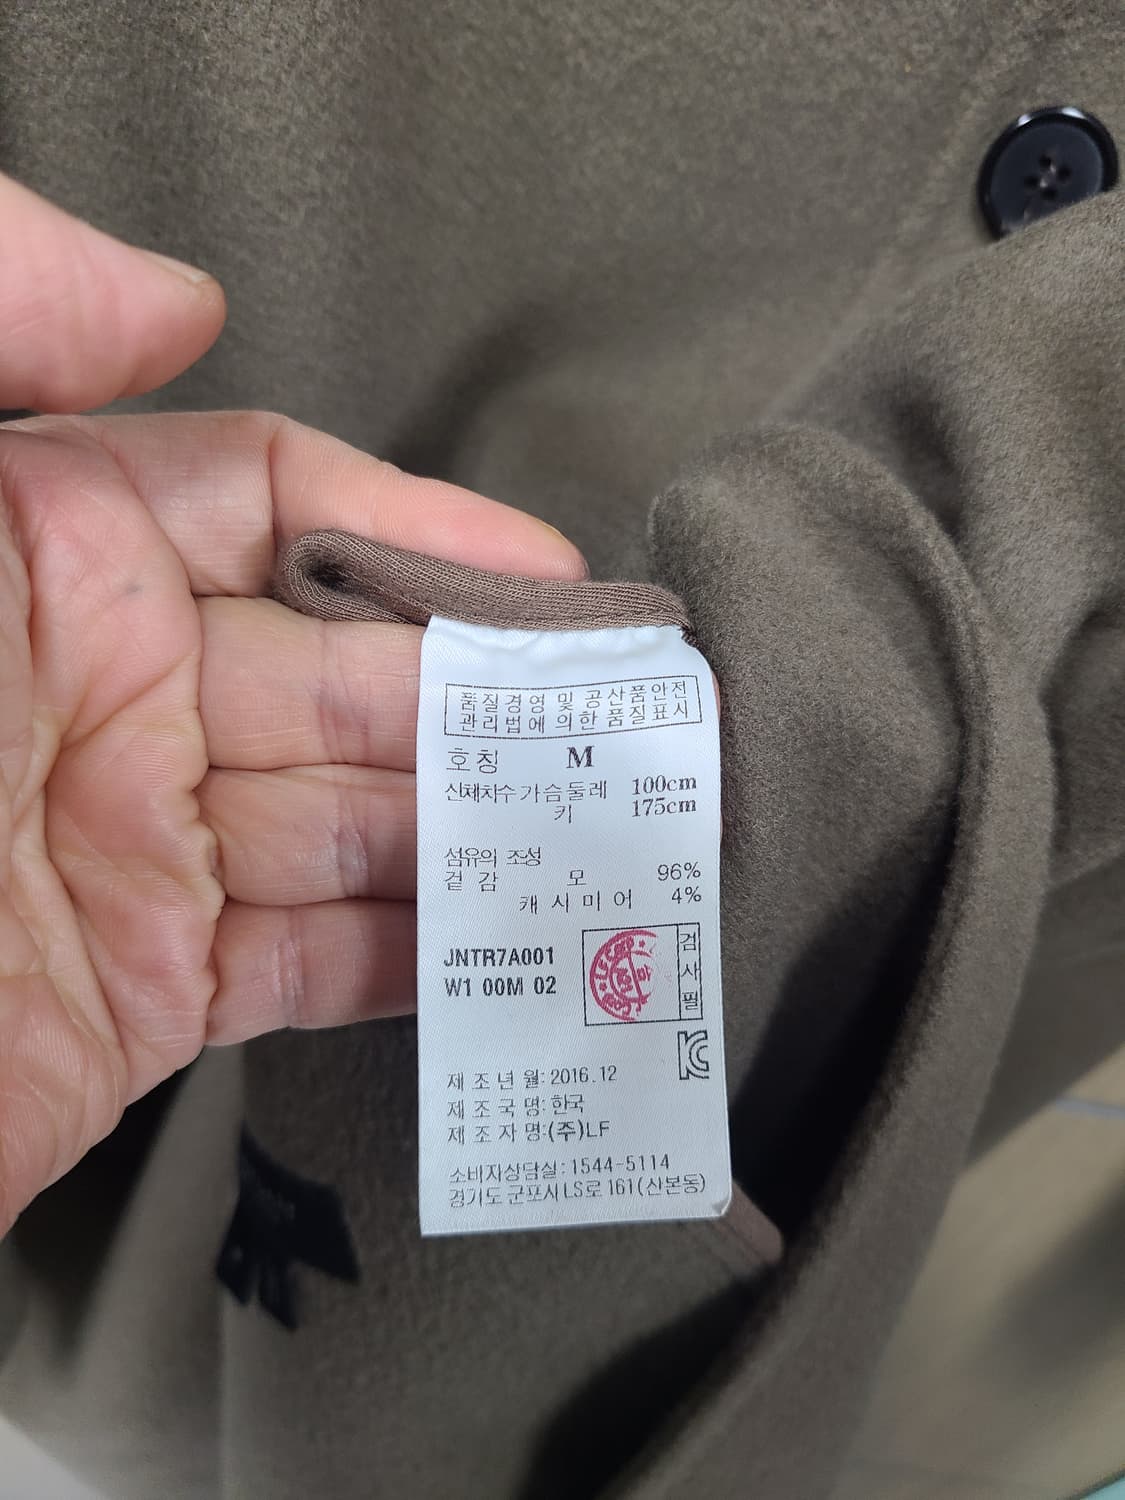 품질경영 및 공산품안전
관리법에 의한 품질표시
호칭 M
신체치수 가슴둘레 100cm
키 175cm
섬유의 조성
겉감 모 96%
캐시미어 4%
JNTR7A001
W1 00M 02
검사필
제조년월: 2016.12
제조국명: 한국
제조자명:(주)LF
소비자상담실: 1544-5114
경기도 군포시 LS로 161(산본동)